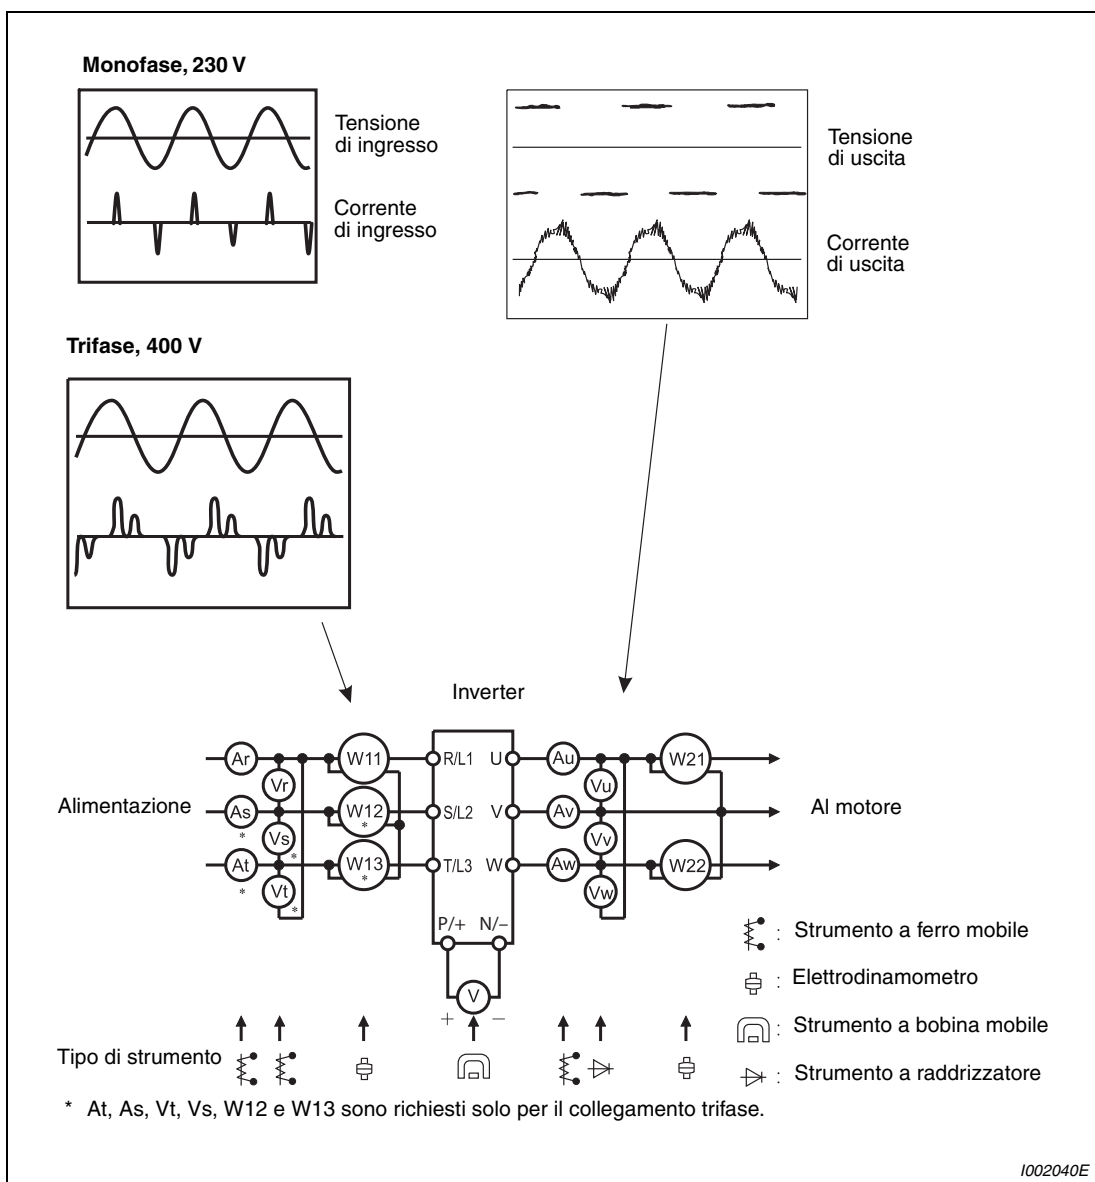 Monofase, 230 V
Tensione
di ingresso
Corrente
di ingresso
Tensione
di uscita
Corrente
di uscita
Trifase, 400 V
Inverter
Ar W11 R/L1 U Au W21
Vr Vu
Alimentazione As * W12 * S/L2 V Av Al motore
Vs * Vv
At * W13 * T/L3 W Aw W22
Vt * Vw
P/+ N/−
V
+ −
: Strumento a ferro mobile
: Elettrodinamometro
: Strumento a bobina mobile
: Strumento a raddrizzatore
Tipo di strumento
* At, As, Vt, Vs, W12 e W13 sono richiesti solo per il collegamento trifase.
I002040E